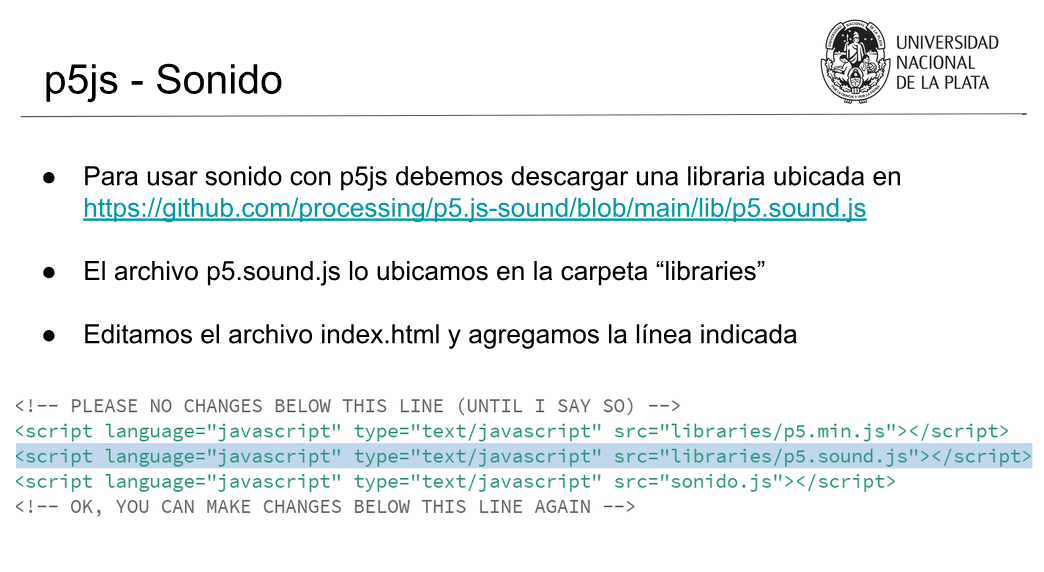 UNIVERSIDAD
NACIONAL
DE LA PLATA
p5js - Sonido
● Para usar sonido con p5js debemos descargar una libraria ubicada en
https://github.com/processing/p5.js-sound/blob/main/lib/p5.sound.js
● El archivo p5.sound.js lo ubicamos en la carpeta “libraries”
● Editamos el archivo index.html y agregamos la línea indicada
<!-- PLEASE NO CHANGES BELOW THIS LINE (UNTIL I SAY SO) -->
<script language="javascript" type="text/javascript" src="libraries/p5.min.js"></script>
<script language="javascript" type="text/javascript" src="libraries/p5.sound.js"></script>
<script language="javascript" type="text/javascript" src="sonido.js"></script>
<!-- OK, YOU CAN MAKE CHANGES BELOW THIS LINE AGAIN -->